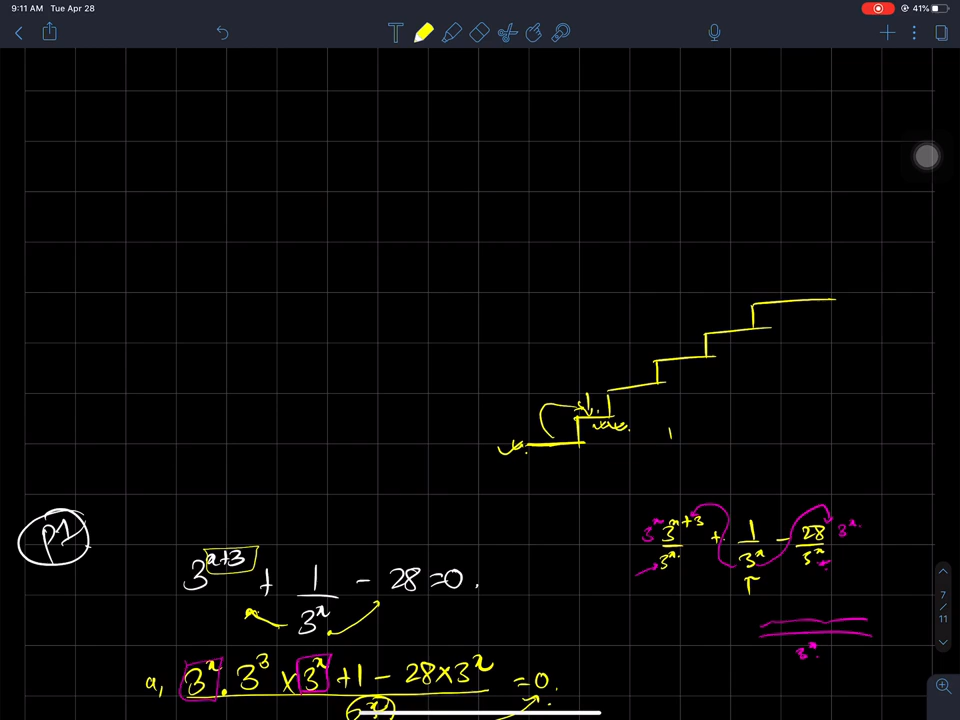 9:11 AM Tue Apr 28
41%
T
P1
3^{x+3} + 1/3^x - 28 = 0.
3^x 3^{x+3}/3^x + 1/3^x - 28/3^x 3^x.
3^x.
a, 3^x . 3^3 × 3^x + 1 - 28 × 3^x = 0.
7
/
11